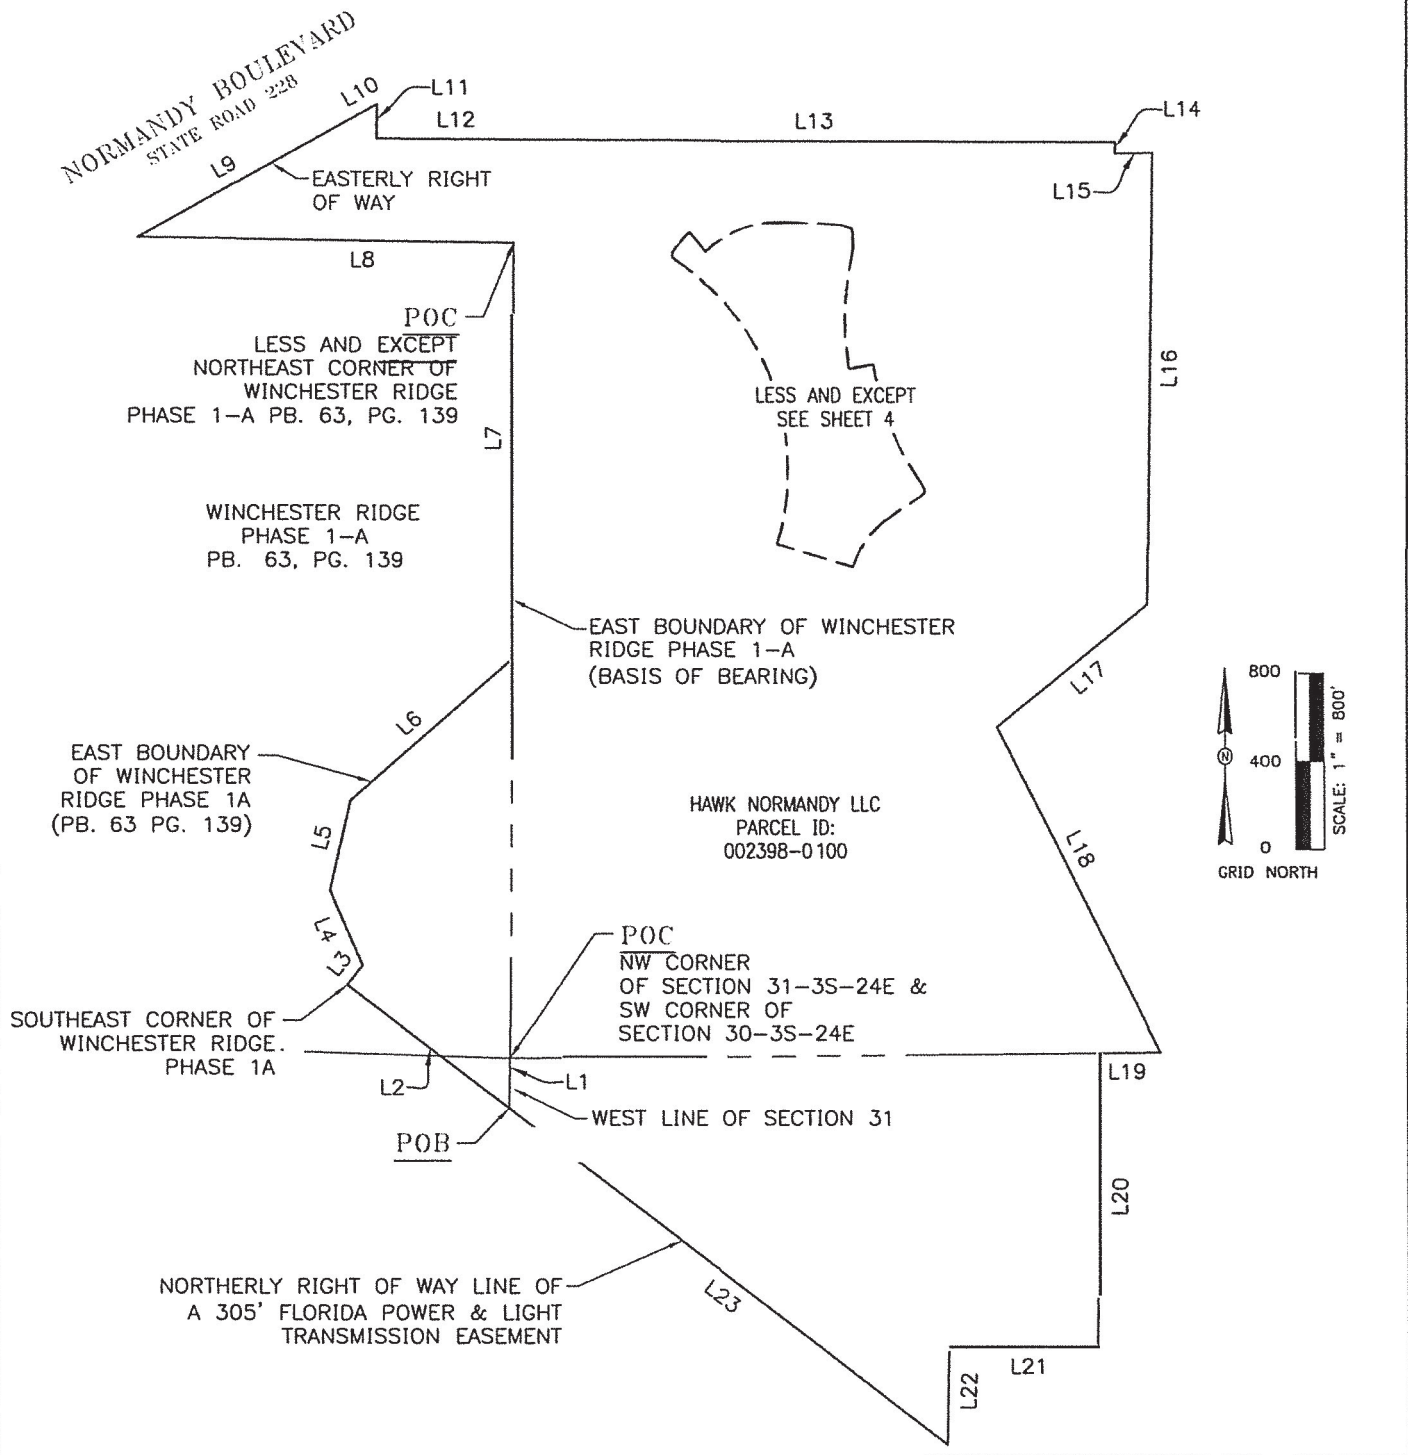 NORMANDY BOULEVARD
STATE ROAD 228
L10
L11
L12
L13
L14
L9
EASTERLY RIGHT
OF WAY
L15
L8
POC
LESS AND EXCEPT
NORTHEAST CORNER OF
WINCHESTER RIDGE
PHASE 1-A PB. 63, PG. 139
L7
L16
LESS AND EXCEPT
SEE SHEET 4
WINCHESTER RIDGE
PHASE 1-A
PB. 63, PG. 139
EAST BOUNDARY OF WINCHESTER
RIDGE PHASE 1-A
(BASIS OF BEARING)
L17
L6
EAST BOUNDARY
OF WINCHESTER
RIDGE PHASE 1A
(PB. 63 PG. 139)
L5
HAWK NORMANDY LLC
PARCEL ID:
002398-0100
L18
800
400
0
SCALE: 1" = 800'
N
GRID NORTH
L4
L3
POC
NW CORNER
OF SECTION 31-3S-24E &
SW CORNER OF
SECTION 30-3S-24E
SOUTHEAST CORNER OF
WINCHESTER RIDGE.
PHASE 1A
L2
L1
L19
WEST LINE OF SECTION 31
POB
L20
NORTHERLY RIGHT OF WAY LINE OF
A 305' FLORIDA POWER & LIGHT
TRANSMISSION EASEMENT
L23
L21
L22